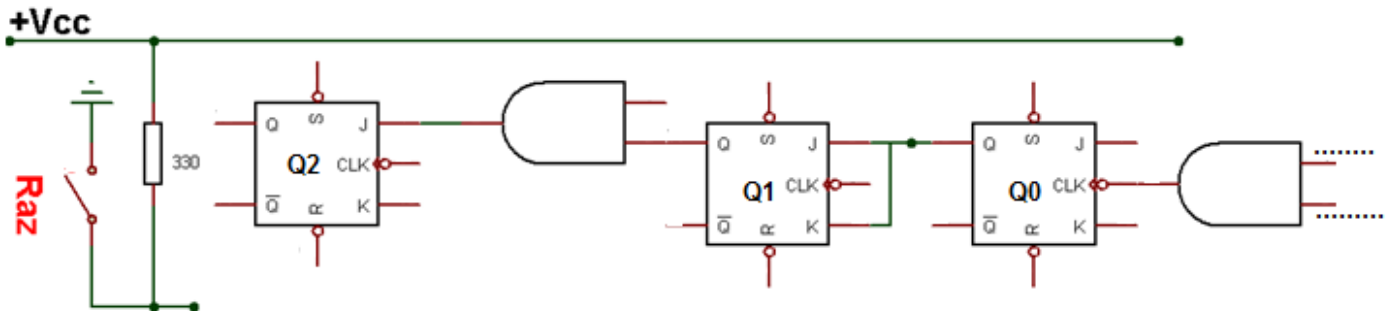 +Vcc
Raz
330
Q S J
Q2 CLK
Q̅ R K
Q S J
Q1 CLK
Q̅ R K
Q S J
Q0 CLK
Q̅ R K
........
.........